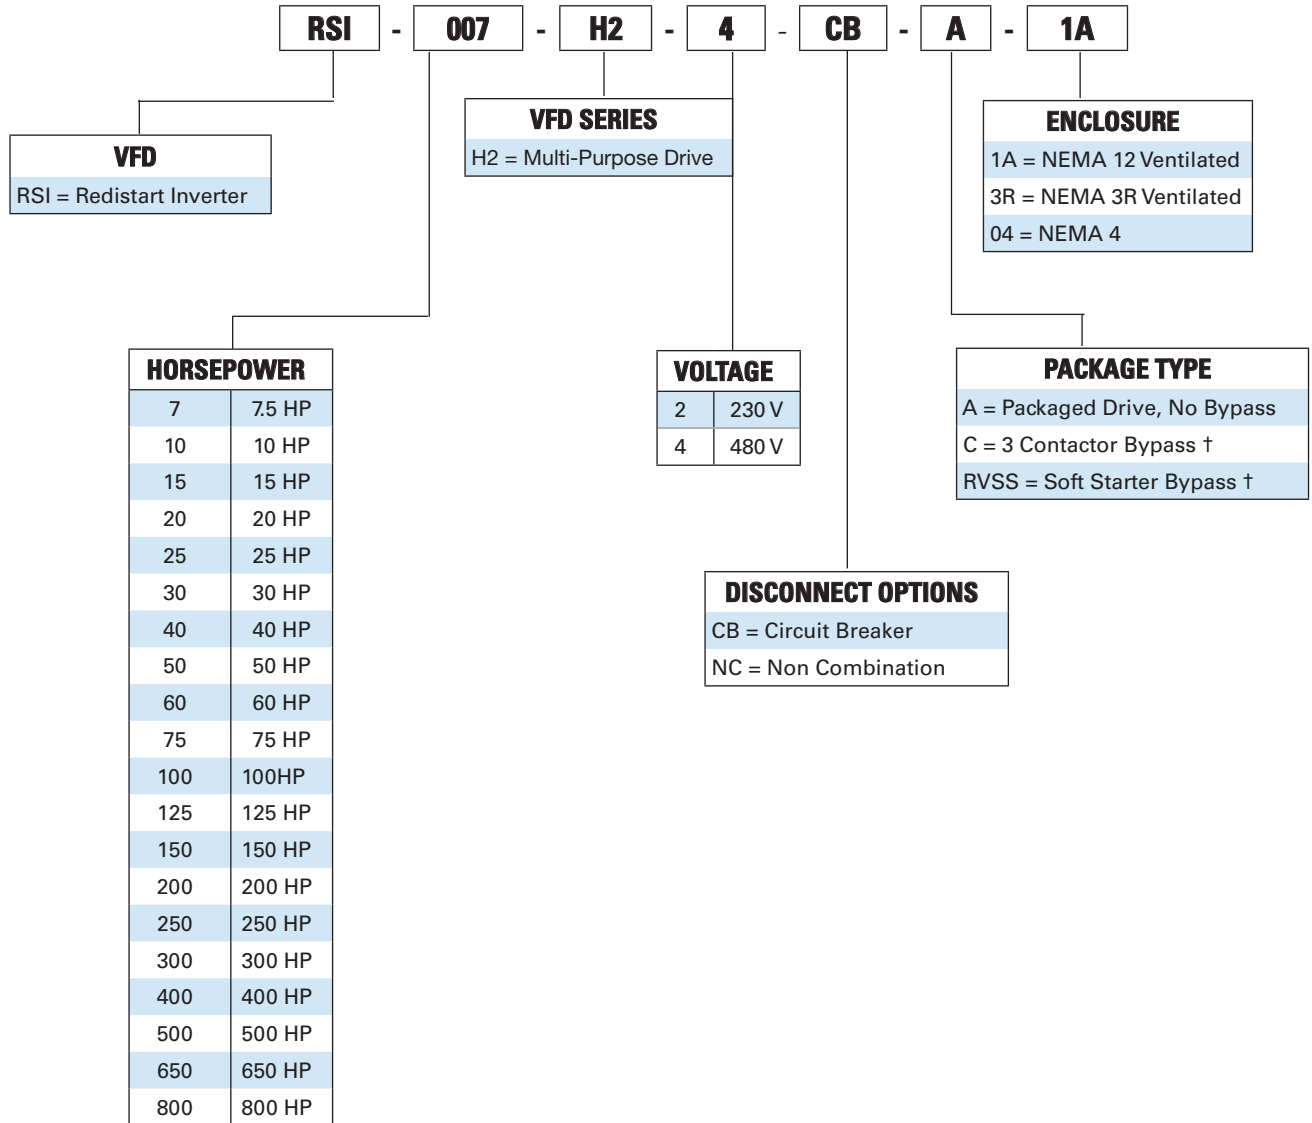 RSI - 007 - H2 - 4 - CB - A - 1A
VFD
RSI = Redistart Inverter
VFD SERIES
H2 = Multi-Purpose Drive
ENCLOSURE
1A = NEMA 12 Ventilated
3R = NEMA 3R Ventilated
04 = NEMA 4
HORSEPOWER
7 7.5 HP
10 10 HP
15 15 HP
20 20 HP
25 25 HP
30 30 HP
40 40 HP
50 50 HP
60 60 HP
75 75 HP
100 100HP
125 125 HP
150 150 HP
200 200 HP
250 250 HP
300 300 HP
400 400 HP
500 500 HP
650 650 HP
800 800 HP
VOLTAGE
2 230 V
4 480 V
PACKAGE TYPE
A = Packaged Drive, No Bypass
C = 3 Contactor Bypass †
RVSS = Soft Starter Bypass †
DISCONNECT OPTIONS
CB = Circuit Breaker
NC = Non Combination